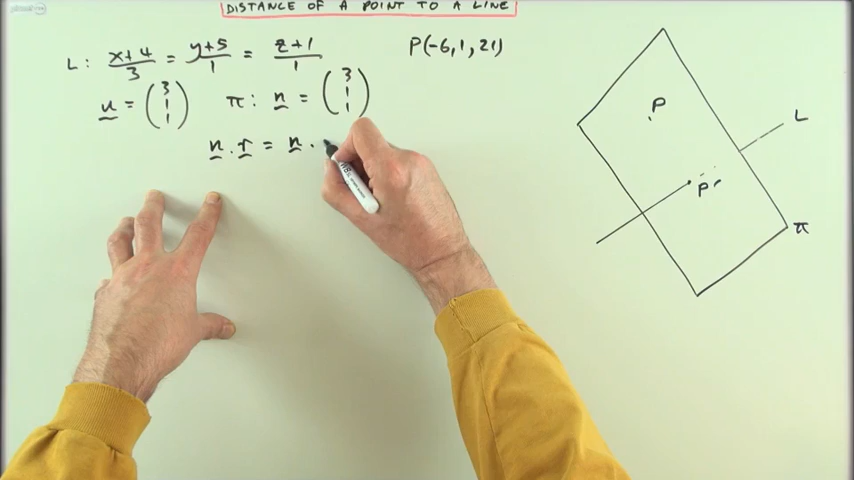 DISTANCE OF A POINT TO A LINE
L: x+4/3 = y+5/1 = z+1/1
P(-6,1,21)
u = (3 1 1) π: n = (3 1 1)
n . r = n .
P
L
P'
π